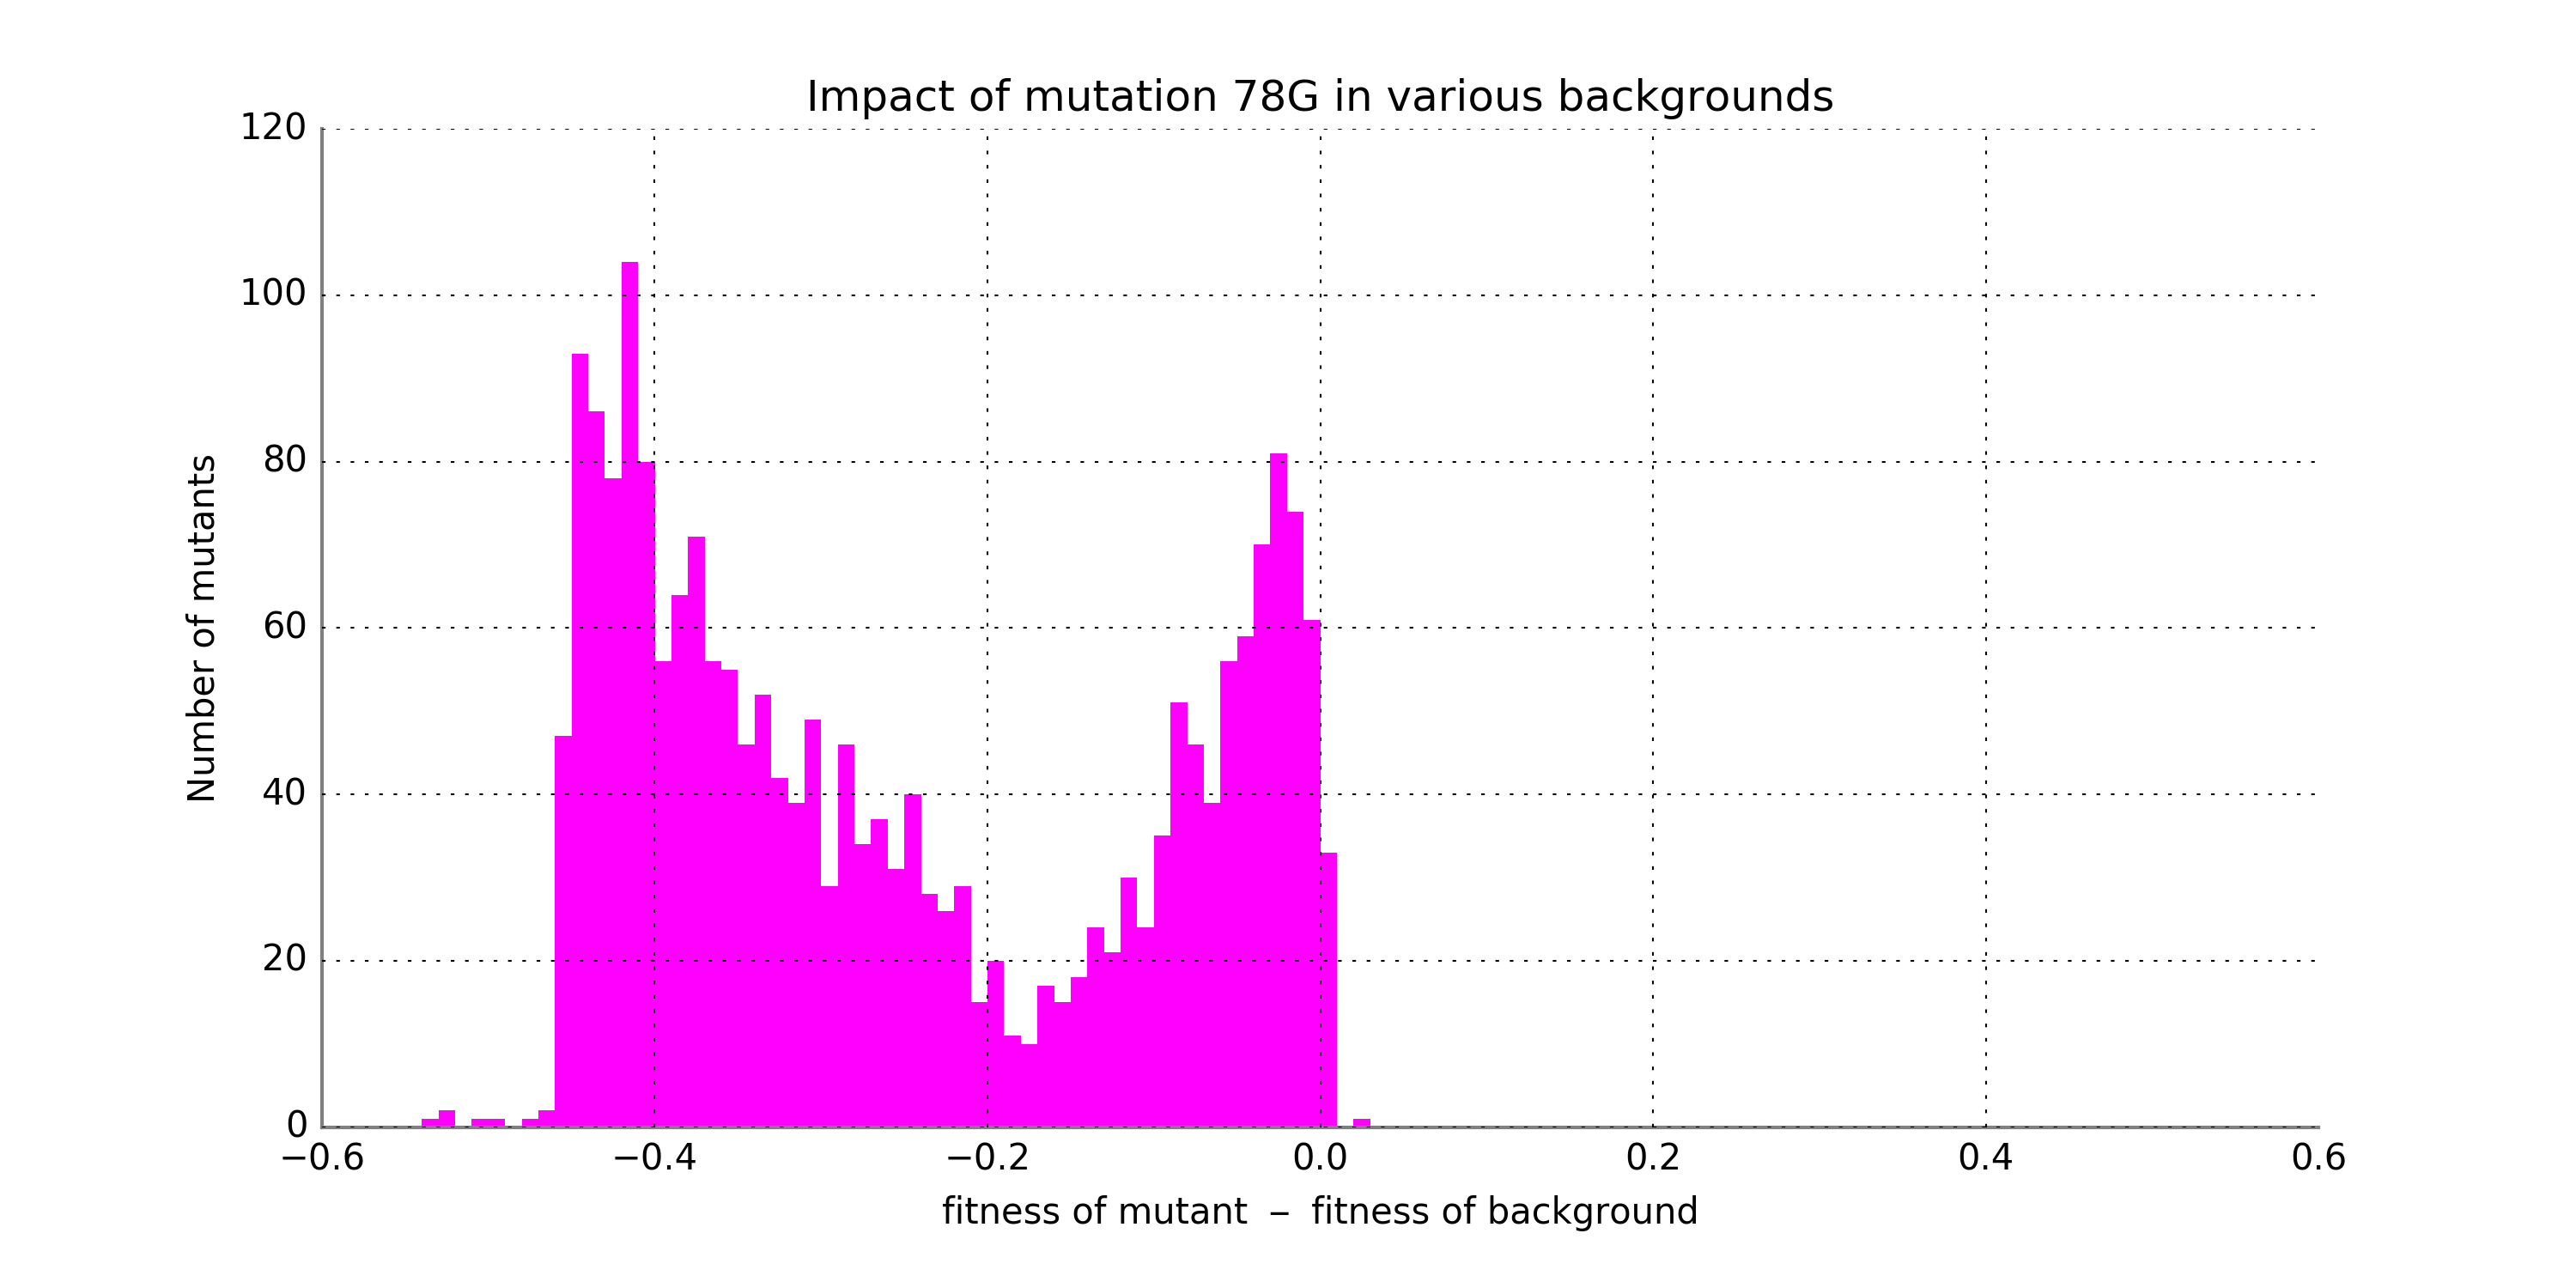 Impact of mutation 78G in various backgrounds
120
100
80
60
40
20
0
Number of mutants
−0.6 −0.4 −0.2 0.0 0.2 0.4 0.6
fitness of mutant − fitness of background